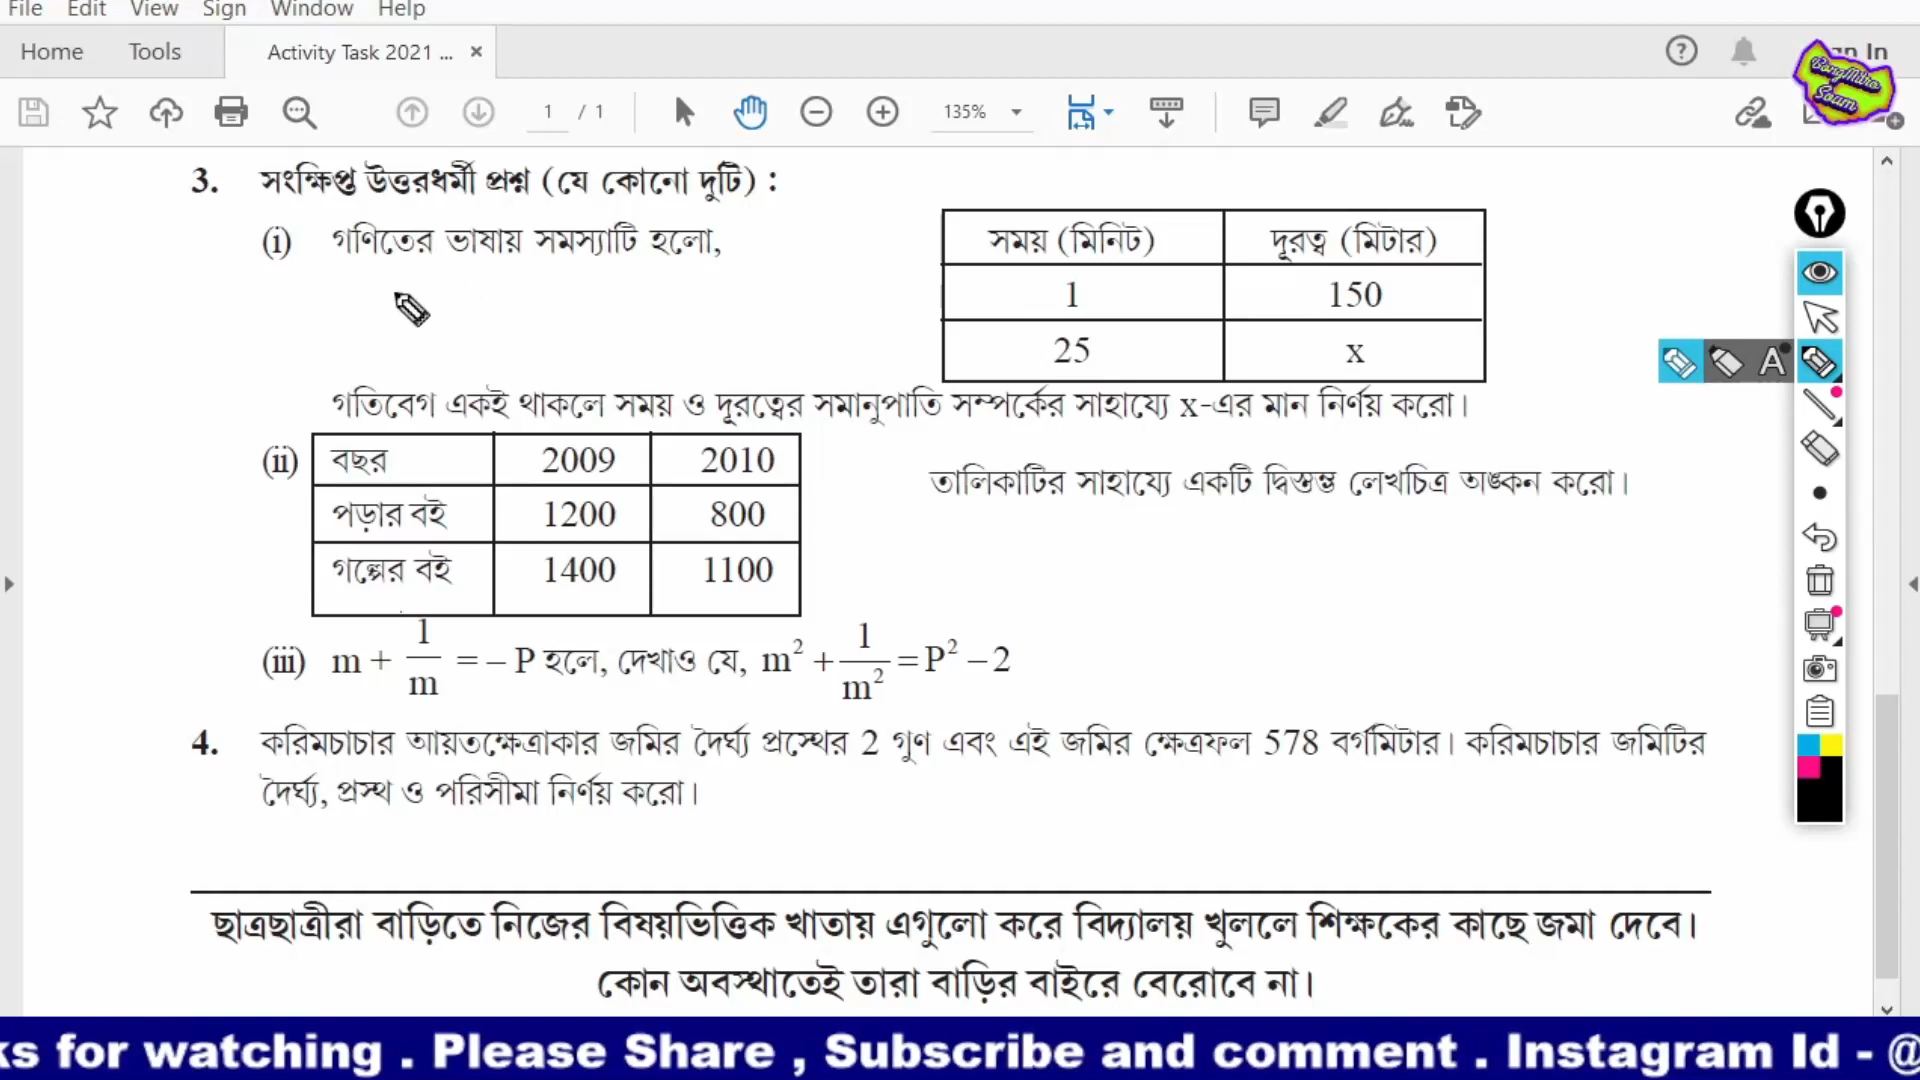 File Edit View Sign Window Help
Home Tools Activity Task 2021 ... × ? Sign In
BongMitra Soam
1 / 1 135%
3. সংক্ষিপ্ত উত্তরধর্মী প্রশ্ন (যে কোনো দুটি) :
(i) গণিতের ভাষায় সমস্যাটি হলো,
সময় (মিনিট) দূরত্ব (মিটার)
1 150
25 x
গতিবেগ একই থাকলে সময় ও দূরত্বের সমানুপাতি সম্পর্কের সাহায্যে x-এর মান নির্ণয় করো।
(ii) বছর 2009 2010
পড়ার বই 1200 800
গল্পের বই 1400 1100
তালিকাটির সাহায্যে একটি দ্বিস্তম্ভ লেখচিত্র অঙ্কন করো।
(iii) m + 1/m = – P হলে, দেখাও যে, m² + 1/m² = P² – 2
4. করিমচাচার আয়তক্ষেত্রাকার জমির দৈর্ঘ্য প্রস্থের 2 গুণ এবং এই জমির ক্ষেত্রফল 578 বর্গমিটার। করিমচাচার জমিটির
দৈর্ঘ্য, প্রস্থ ও পরিসীমা নির্ণয় করো।
ছাত্রছাত্রীরা বাড়িতে নিজের বিষয়ভিত্তিক খাতায় এগুলো করে বিদ্যালয় খুললে শিক্ষকের কাছে জমা দেবে।
কোন অবস্থাতেই তারা বাড়ির বাইরে বেরোবে না।
A
ks for watching . Please Share , Subscribe and comment . Instagram Id - @